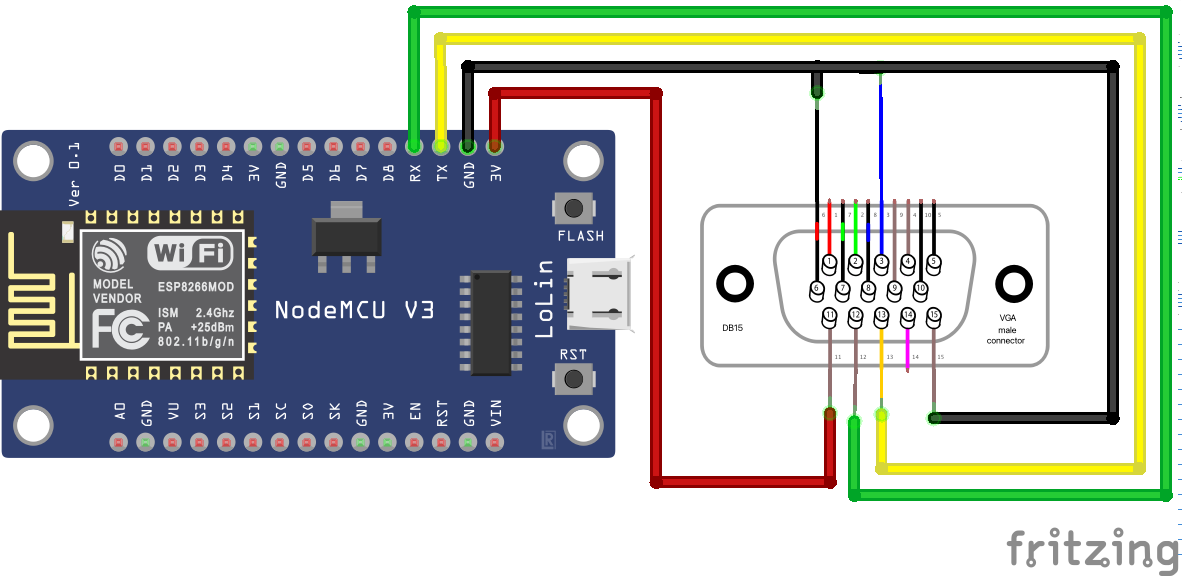 Ver 0.1
D0 D1 D2 D3 D4 3V GND D5 D6 D7 D8 RX TX GND 3V
FLASH
WiFi
MODEL
VENDOR
ESP8266MOD
FC
ISM 2.4Ghz
PA +25dBm
802.11b/g/n
NodeMCU V3
LoLin
RST
A0 GND VU S3 S2 S1 SC S0 SK GND 3V EN RST GND VIN
R
6 1 7 2 8 3 9 4 10 5
1 2 3 4 5
6 7 8 9 10
11 12 13 14 15
DB15
VGA
male
connector
11 12 13 14 15
fritzing